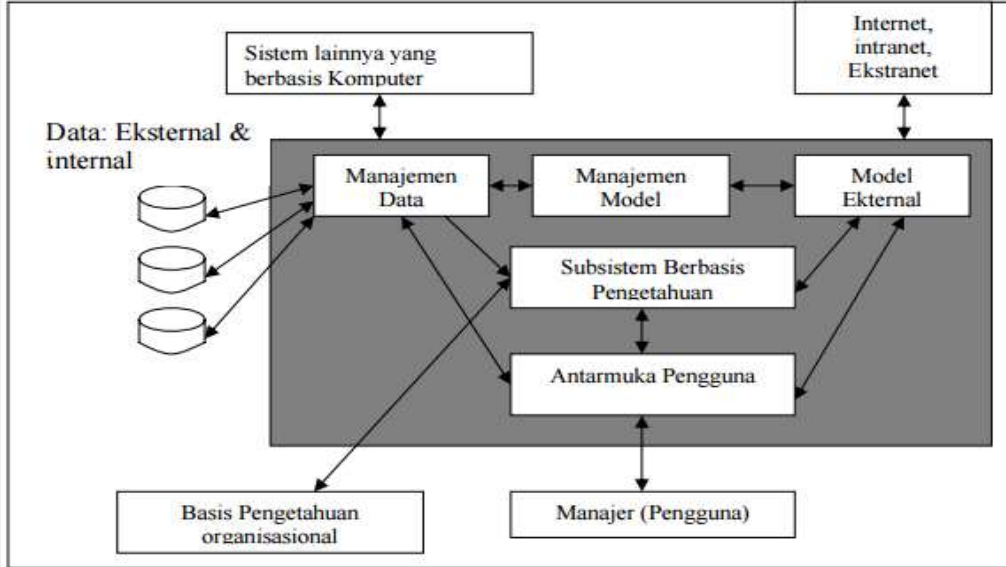 Sistem lainnya yang
berbasis Komputer
Internet,
intranet,
Ekstranet
Data: Eksternal &
internal
Manajemen
Data
Manajemen
Model
Model
Ekternal
Subsistem Berbasis
Pengetahuan
Antarmuka Pengguna
Basis Pengetahuan
organisasional
Manajer (Pengguna)